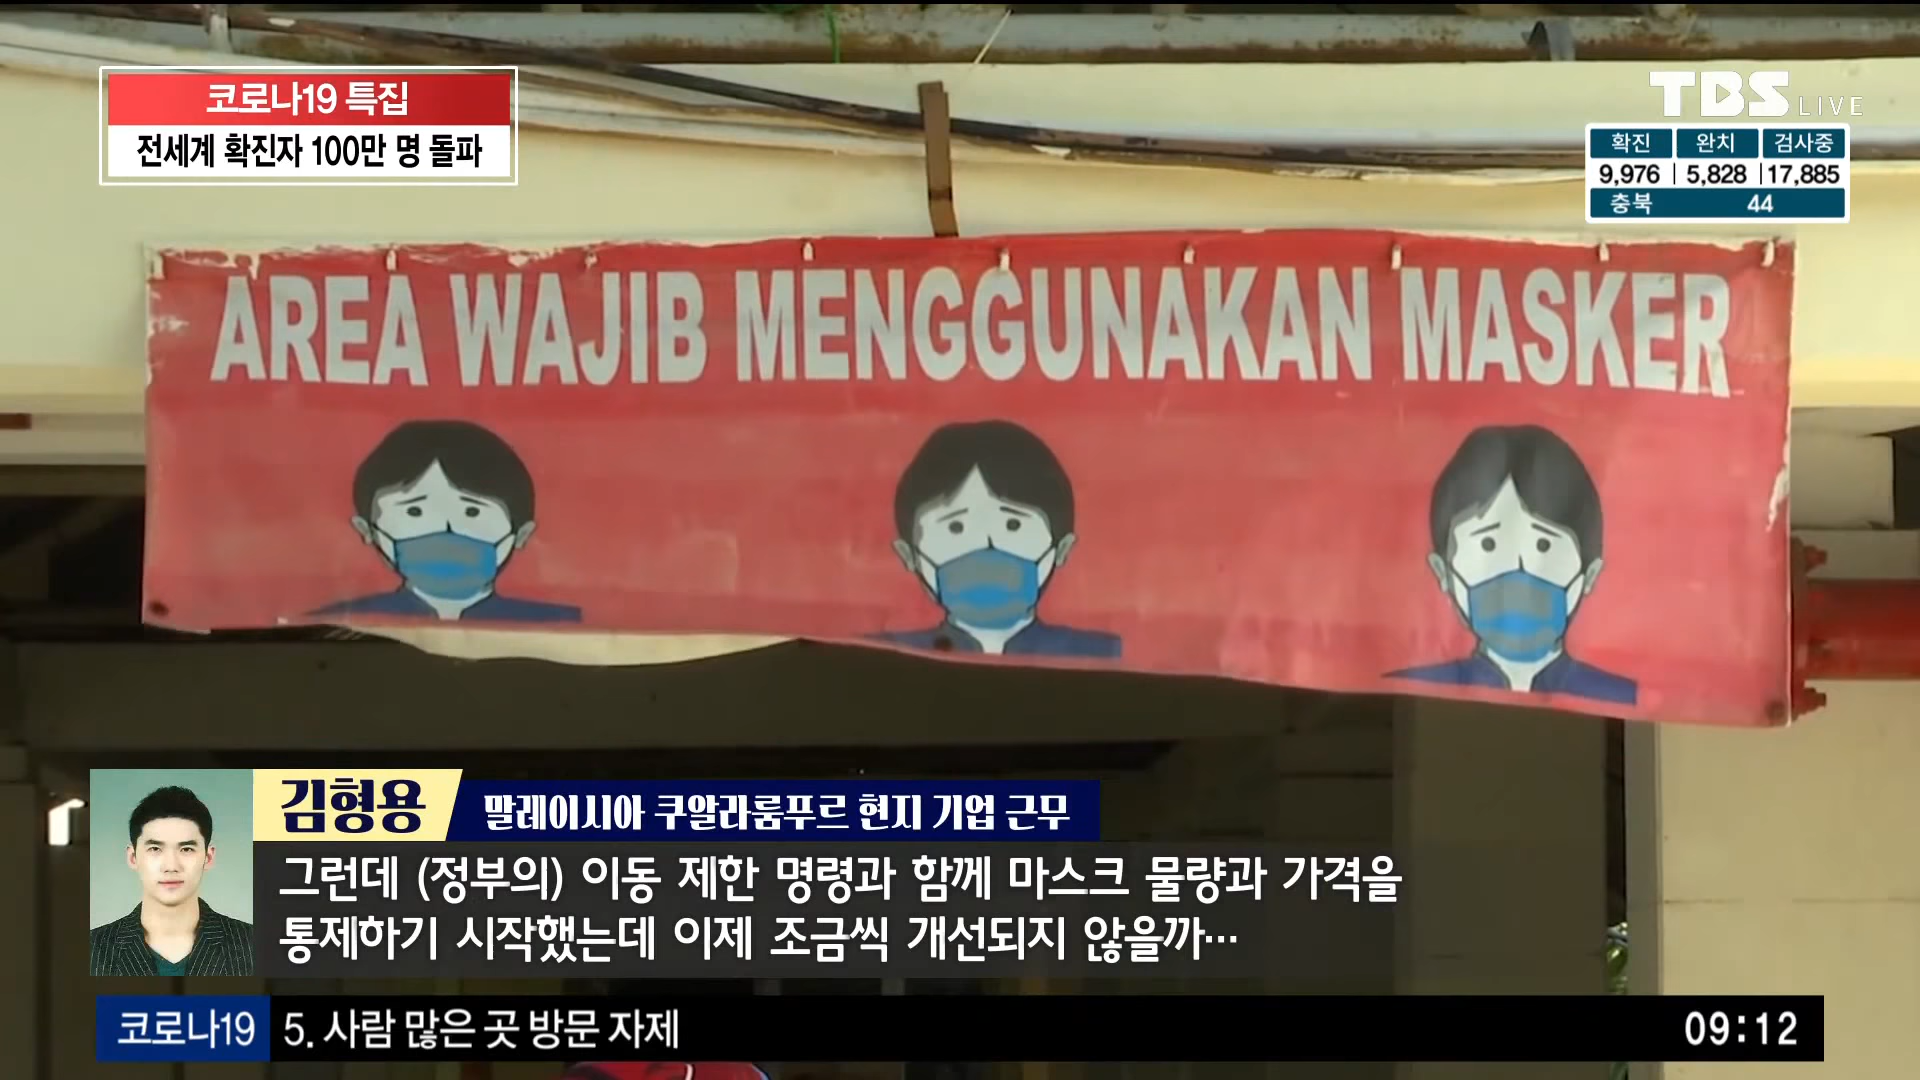 코로나19 특집
전세계 확진자 100만 명 돌파
TBS LIVE
확진 완치 검사중
9,976 5,828 17,885
충북 44
AREA WAJIB MENGGUNAKAN MASKER
김형용 말레이시아 쿠알라룸푸르 현지 기업 근무
그런데 (정부의) 이동 제한 명령과 함께 마스크 물량과 가격을
통제하기 시작했는데 이제 조금씩 개선되지 않을까…
코로나19 5. 사람 많은 곳 방문 자제 09:12